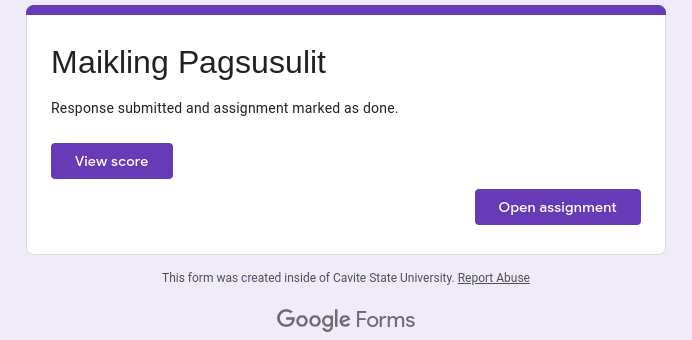 Maikling Pagsusulit
Response submitted and assignment marked as done.
View score
Open assignment
This form was created inside of Cavite State University. Report Abuse
Google Forms